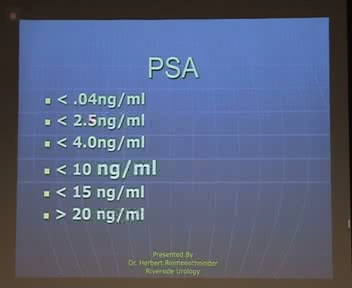 PSA
< .04ng/ml
< 2.5ng/ml
< 4.0ng/ml
< 10 ng/ml
< 15 ng/ml
> 20 ng/ml
Presented By
Dr. Herbert
Riverside Urology